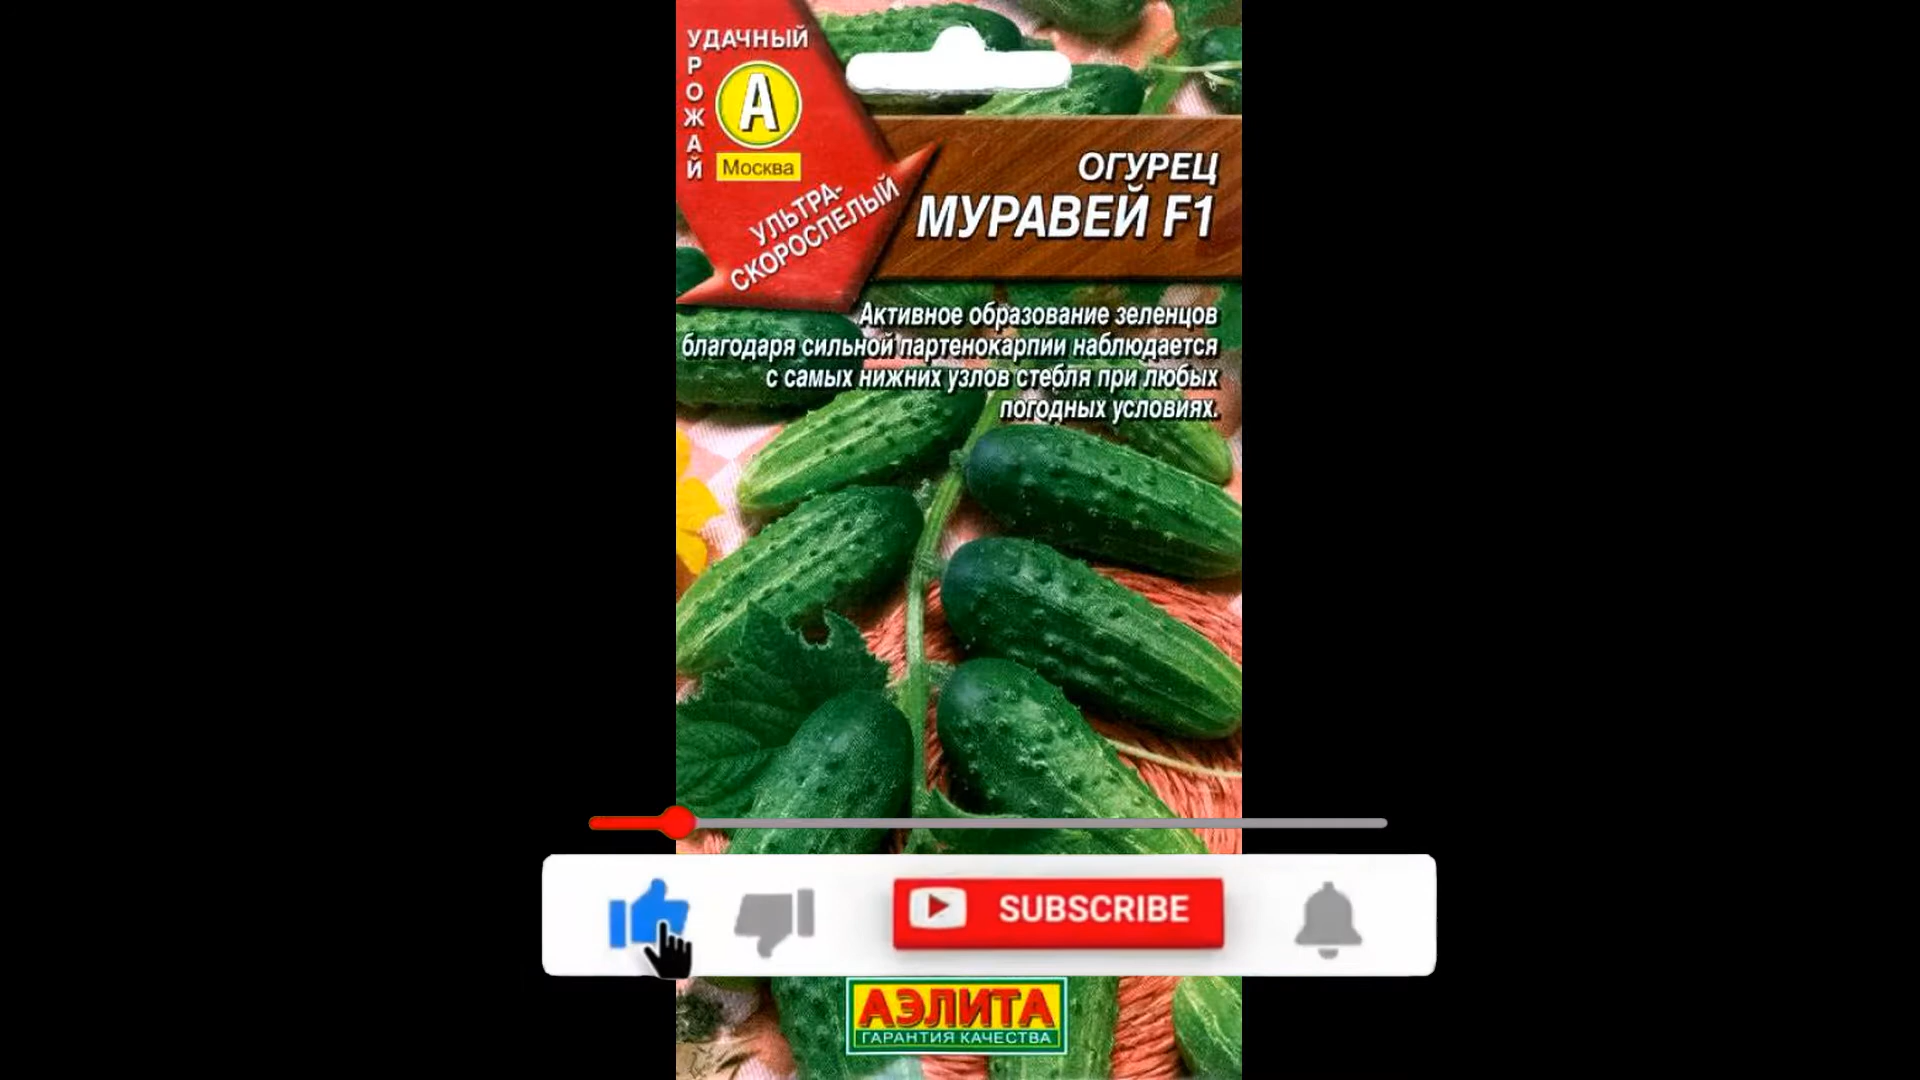 УДАЧНЫЙ
УРОЖАЙ
А
Москва
УЛЬТРА-
СКОРОСПЕЛЫЙ
ОГУРЕЦ
МУРАВЕЙ F1
Активное образование зеленцов
благодаря сильной партенокарпии наблюдается
с самых нижних узлов стебля при любых
погодных условиях.
SUBSCRIBE
АЭЛИТА
ГАРАНТИЯ КАЧЕСТВА